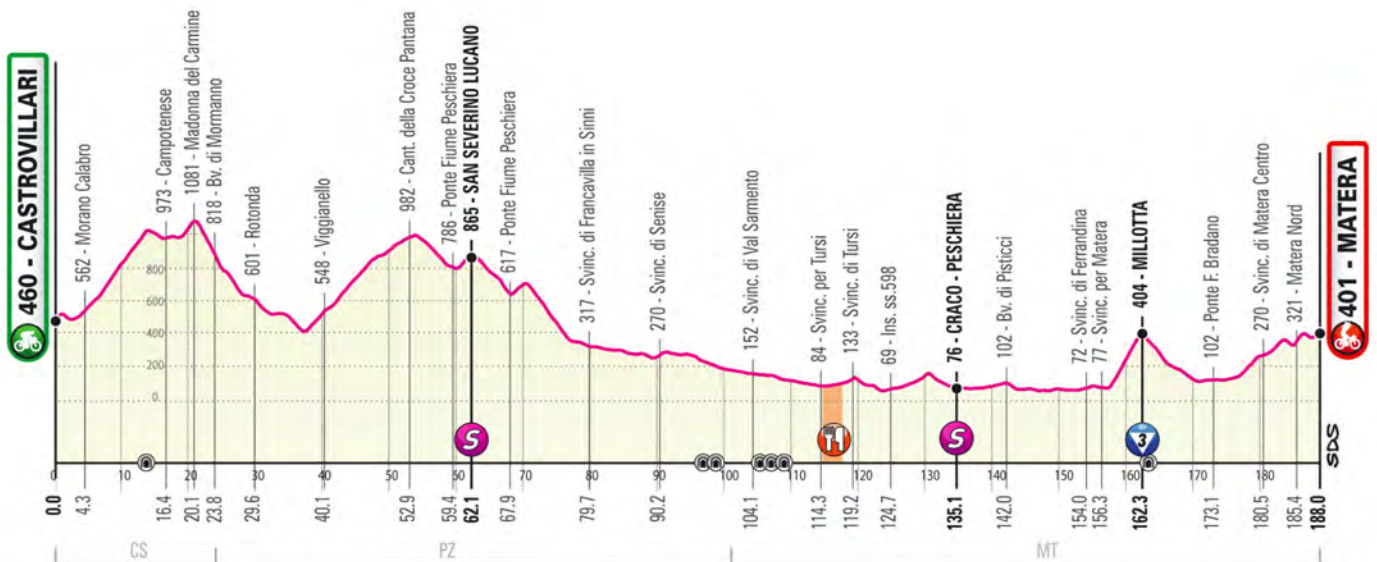 460 - CASTROVILLARI
562 - Morano Calabro
973 - Campotenese
1081 - Madonna del Carmine
818 - Bv. di Mormanno
601 - Rotonda
548 - Viggianello
982 - Cant. della Croce Pantana
786 - Ponte Fiume Peschiera
865 - SAN SEVERINO LUCANO
617 - Ponte Fiume Peschiera
317 - Svinc. di Francavilla in Sinni
270 - Svinc. di Senise
152 - Svinc. di Val Sarmento
84 - Svinc. per Tursi
133 - Svinc. di Tursi
69 - Ins. ss.598
76 - CRACO - PESCHIERA
102 - Bv. di Pisticci
72 - Svinc. di Ferrandina
77 - Svinc. per Matera
404 - MILLOTTA
102 - Ponte F. Bradano
270 - Svinc. di Matera Centro
321 - Matera Nord
401 - MATERA
800
600
400
200
0
S
S
3
SDS
0 10 20 30 40 50 60 70 80 90 100 110 120 130 140 150 160 170 180
0.0 4.3 16.4 20.1 23.8 29.6 40.1 52.9 59.4 62.1 67.9 79.7 90.2 104.1 114.3 119.2 124.7 135.1 142.0 154.0 156.3 162.3 173.1 180.5 185.4 188.0
CS PZ MT